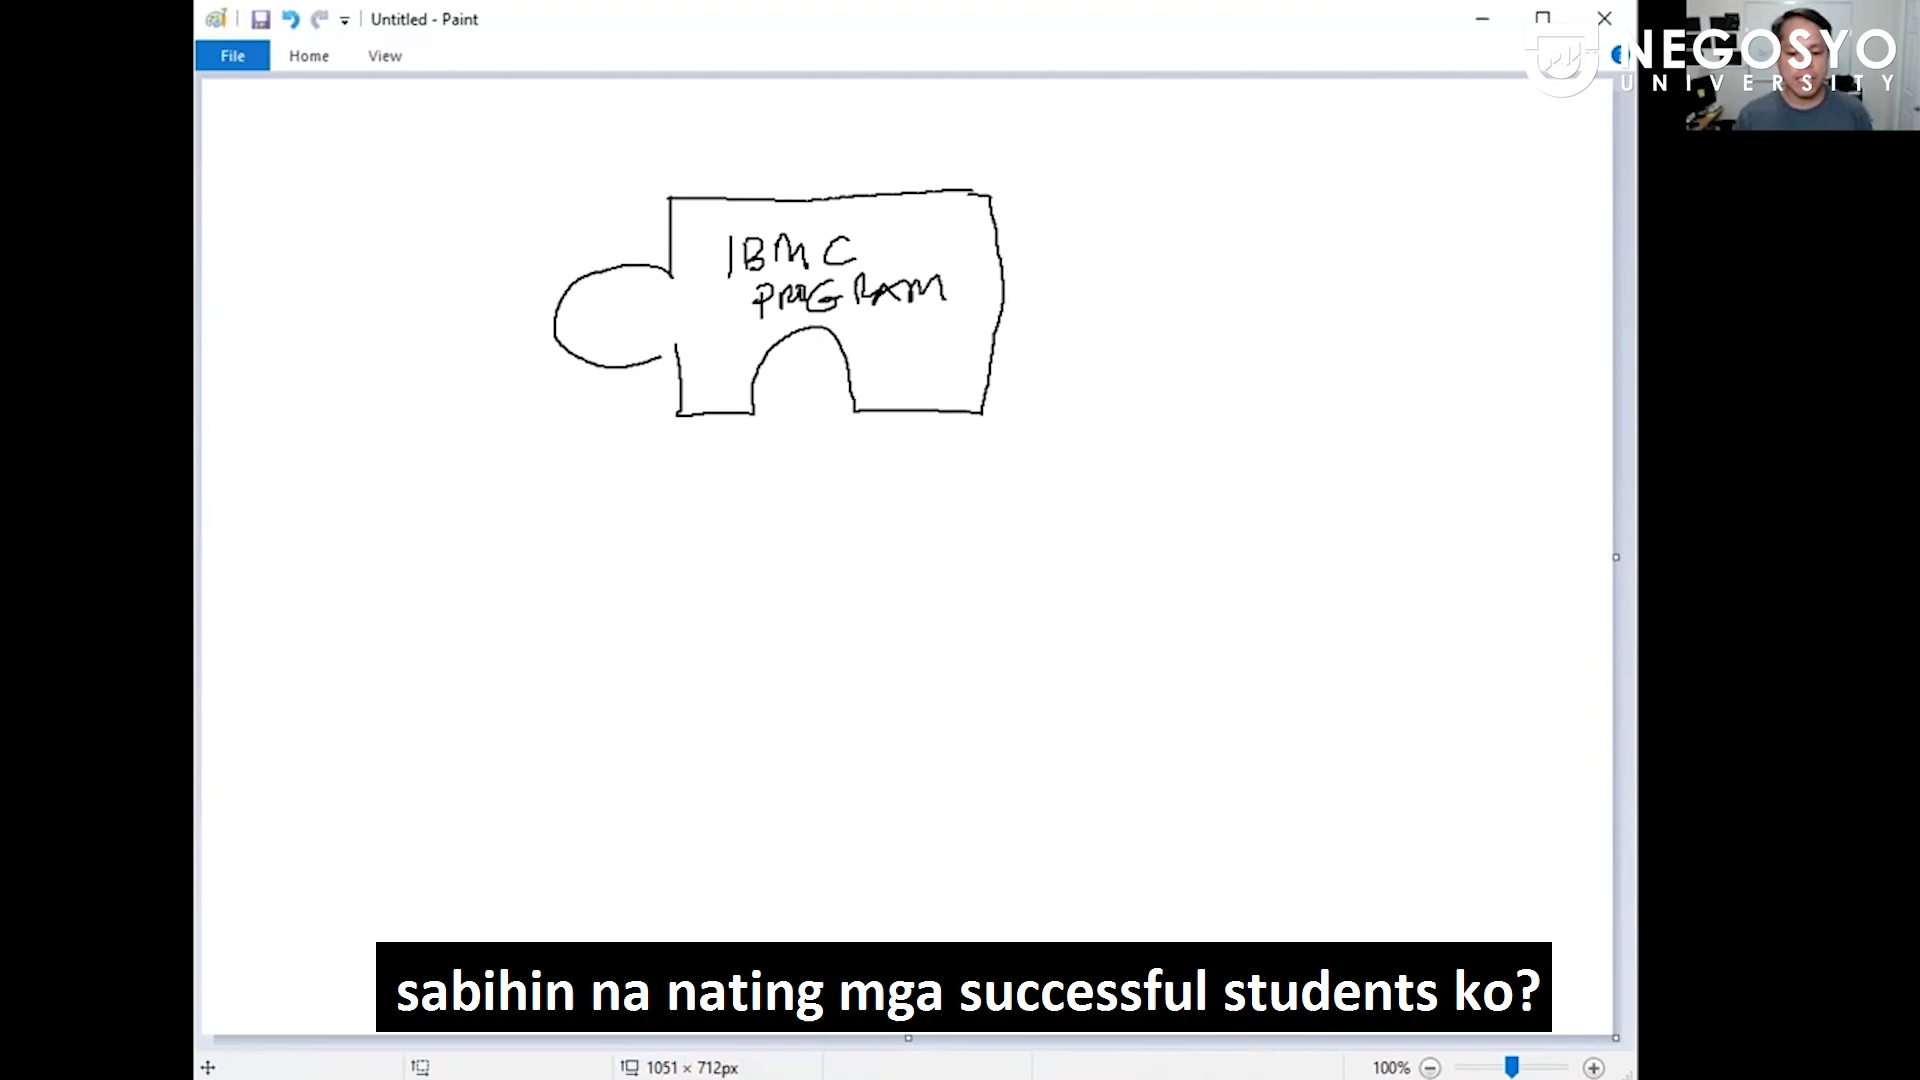 Untitled - Paint
File Home View
NEGOSYO
UNIVERSITY
IBMC
PROGRAM
sabihin na nating mga successful students ko?
1051 × 712px
100%